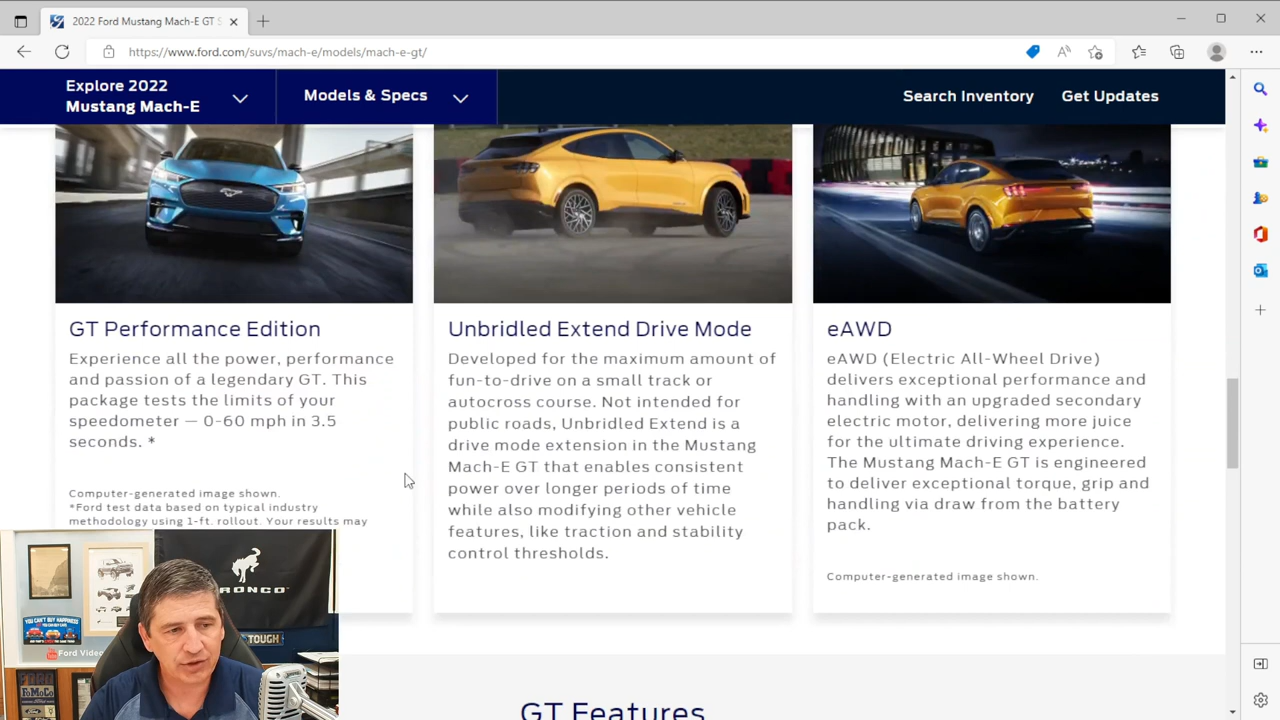 2022 Ford Mustang Mach-E GT S
https://www.ford.com/suvs/mach-e/models/mach-e-gt/
Explore 2022
Mustang Mach-E
Models & Specs
Search Inventory
Get Updates
GT Performance Edition
Experience all the power, performance
and passion of a legendary GT. This
package tests the limits of your
speedometer — 0-60 mph in 3.5
seconds. *
Computer-generated image shown.
*Ford test data based on typical industry
methodology using 1-ft. rollout. Your results may
Unbridled Extend Drive Mode
Developed for the maximum amount of
fun-to-drive on a small track or
autocross course. Not intended for
public roads, Unbridled Extend is a
drive mode extension in the Mustang
Mach-E GT that enables consistent
power over longer periods of time
while also modifying other vehicle
features, like traction and stability
control thresholds.
eAWD
eAWD (Electric All-Wheel Drive)
delivers exceptional performance and
handling with an upgraded secondary
electric motor, delivering more juice
for the ultimate driving experience.
The Mustang Mach-E GT is engineered
to deliver exceptional torque, grip and
handling via draw from the battery
pack.
Computer-generated image shown.
GT Features
RONCO
TOUGH
YOU CAN'T BUY HAPPINESS
Ford Video
FoMoCo